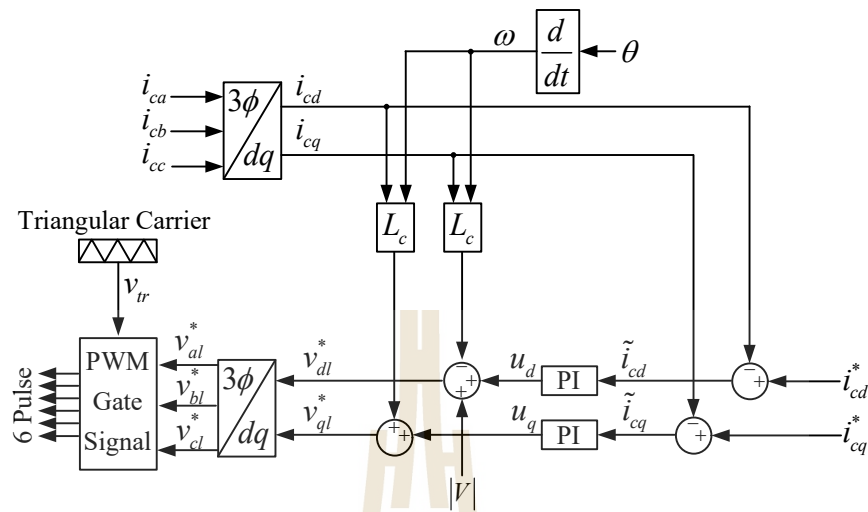 ω
d
dt
θ
i_ca
i_cb
i_cc
3ϕ
dq
i_cd
i_cq
L_c
L_c
Triangular Carrier
v_tr
6 Pulse
PWM
Gate
Signal
v*_al
v*_bl
v*_cl
3ϕ
dq
v*_dl
v*_ql
−
+
+
+
+
u_d
u_q
PI
PI
ĩ_cd
ĩ_cq
−
+
−
+
i*_cd
i*_cq
|V|